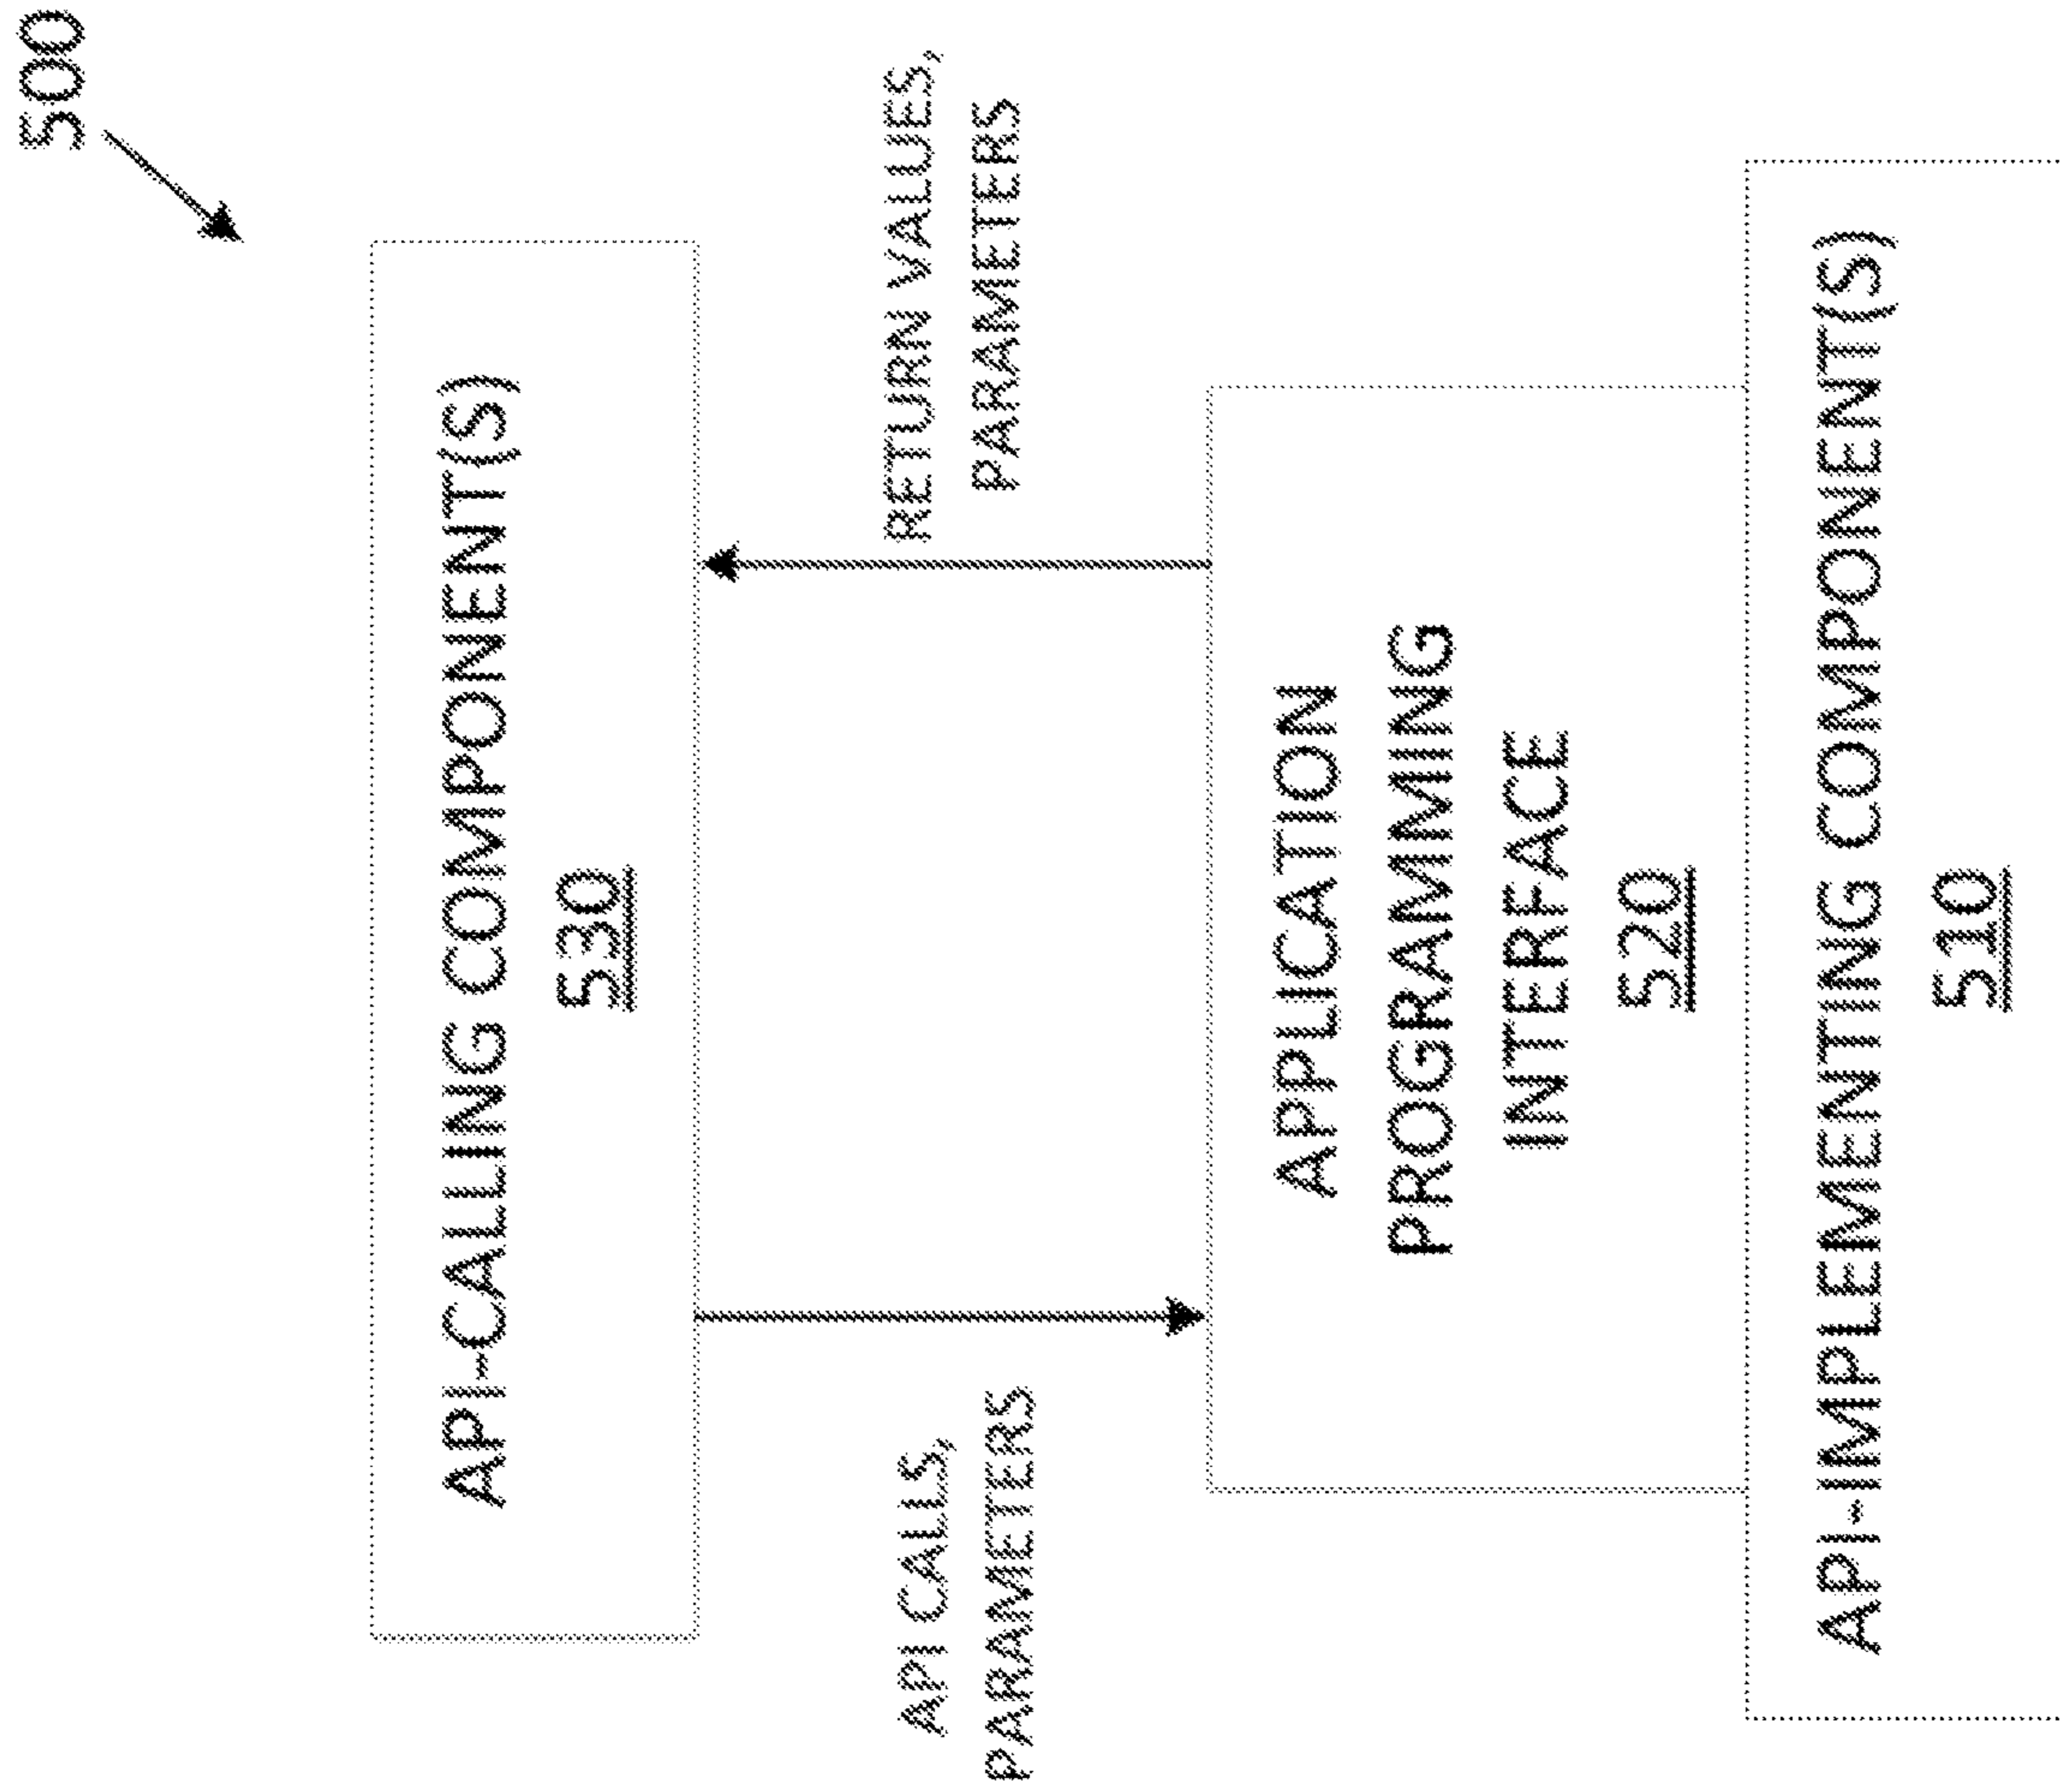 500
API-CALLING COMPONENT(S)
530
API CALLS,
PARAMETERS
RETURN VALUES,
PARAMETERS
APPLICATION
PROGRAMMING
INTERFACE
520
API-IMPLEMENTING COMPONENT(S)
510